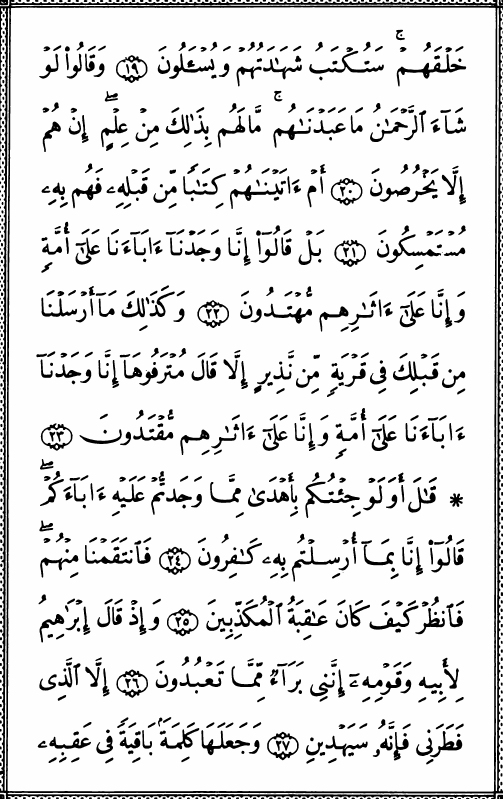 خَلْقَهُمْ ۚ سَتُكْتَبُ شَهَٰدَتُهُمْ وَيُسْـَٔلُونَ ١٩ وَقَالُوا۟ لَوْ
شَآءَ ٱلرَّحْمَٰنُ مَا عَبَدْنَٰهُم ۗ مَّا لَهُم بِذَٰلِكَ مِنْ عِلْمٍ ۖ إِنْ هُمْ
إِلَّا يَخْرُصُونَ ٢٠ أَمْ ءَاتَيْنَٰهُمْ كِتَٰبًا مِّن قَبْلِهِۦ فَهُم بِهِۦ
مُسْتَمْسِكُونَ ٢١ بَلْ قَالُوٓا۟ إِنَّا وَجَدْنَآ ءَابَآءَنَا عَلَىٰٓ أُمَّةٍ
وَإِنَّا عَلَىٰٓ ءَاثَٰرِهِم مُّهْتَدُونَ ٢٢ وَكَذَٰلِكَ مَآ أَرْسَلْنَا
مِن قَبْلِكَ فِى قَرْيَةٍ مِّن نَّذِيرٍ إِلَّا قَالَ مُتْرَفُوهَآ إِنَّا وَجَدْنَآ
ءَابَآءَنَا عَلَىٰٓ أُمَّةٍ وَإِنَّا عَلَىٰٓ ءَاثَٰرِهِم مُّقْتَدُونَ ٢٣
* قَٰلَ أَوَلَوْ جِئْتُكُم بِأَهْدَىٰ مِمَّا وَجَدتُّمْ عَلَيْهِ ءَابَآءَكُمْ ۖ
قَالُوٓا۟ إِنَّا بِمَآ أُرْسِلْتُم بِهِۦ كَٰفِرُونَ ٢٤ فَٱنتَقَمْنَا مِنْهُمْ ۖ
فَٱنظُرْ كَيْفَ كَانَ عَٰقِبَةُ ٱلْمُكَذِّبِينَ ٢٥ وَإِذْ قَالَ إِبْرَٰهِيمُ
لِأَبِيهِ وَقَوْمِهِۦٓ إِنَّنِى بَرَآءٌ مِّمَّا تَعْبُدُونَ ٢٦ إِلَّا ٱلَّذِى
فَطَرَنِى فَإِنَّهُۥ سَيَهْدِينِ ٢٧ وَجَعَلَهَا كَلِمَةًۢ بَاقِيَةً فِى عَقِبِهِۦ